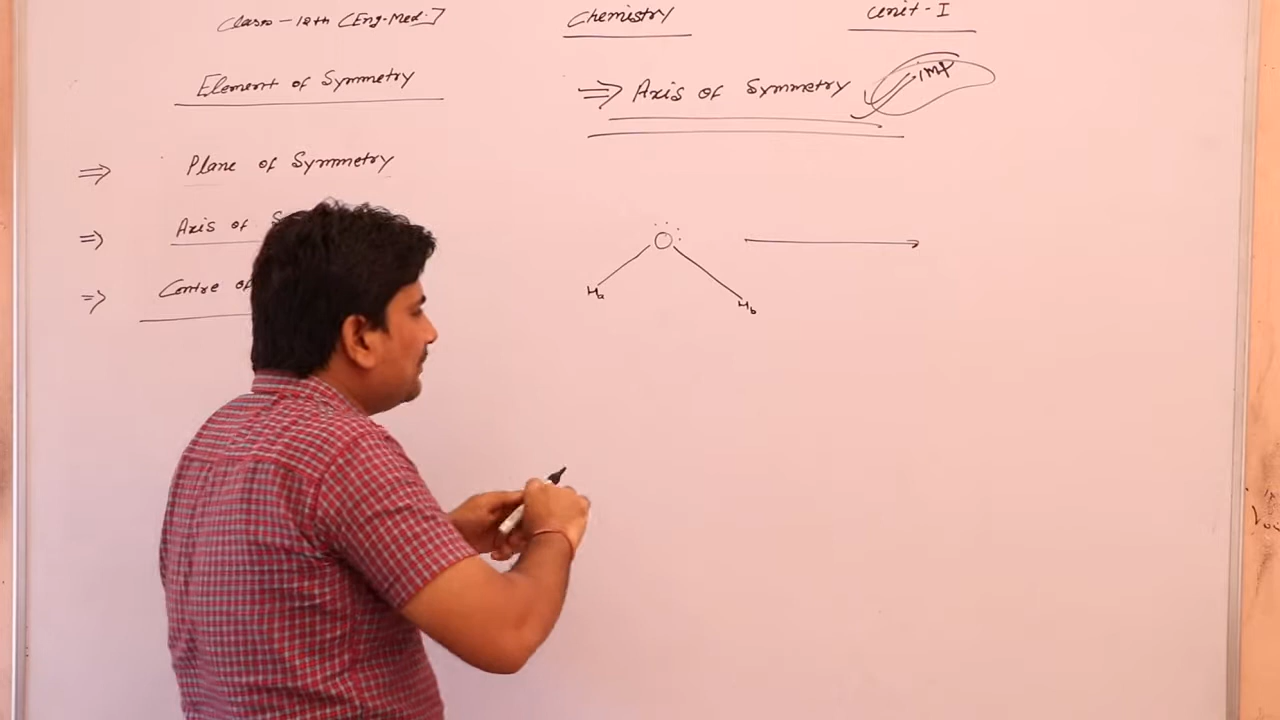 Class - 12th [Eng-Med.]
Chemistry
Unit - I
Element of Symmetry
⇒ Axis of Symmetry imp
⇒ Plane of Symmetry
⇒ Axis of S
⇒ Centre of
O
Ha
Hb